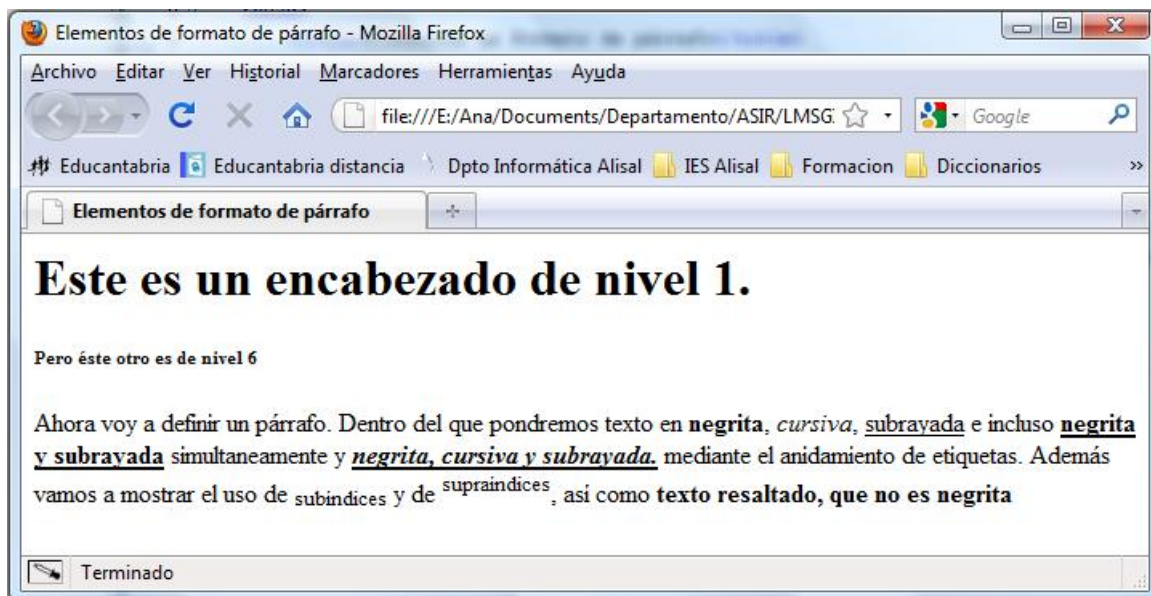 Elementos de formato de párrafo - Mozilla Firefox
Archivo Editar Ver Historial Marcadores Herramientas Ayuda
file:///E:/Ana/Documents/Departamento/ASIR/LMSG Google
Educantabria Educantabria distancia Dpto Informática Alisal IES Alisal Formacion Diccionarios »
Elementos de formato de párrafo
Este es un encabezado de nivel 1.
Pero éste otro es de nivel 6
Ahora voy a definir un párrafo. Dentro del que pondremos texto en negrita, cursiva, subrayada e incluso negrita
y subrayada simultaneamente y negrita, cursiva y subrayada. mediante el anidamiento de etiquetas. Además
vamos a mostrar el uso de subindices y de supraindices, así como texto resaltado, que no es negrita
Terminado